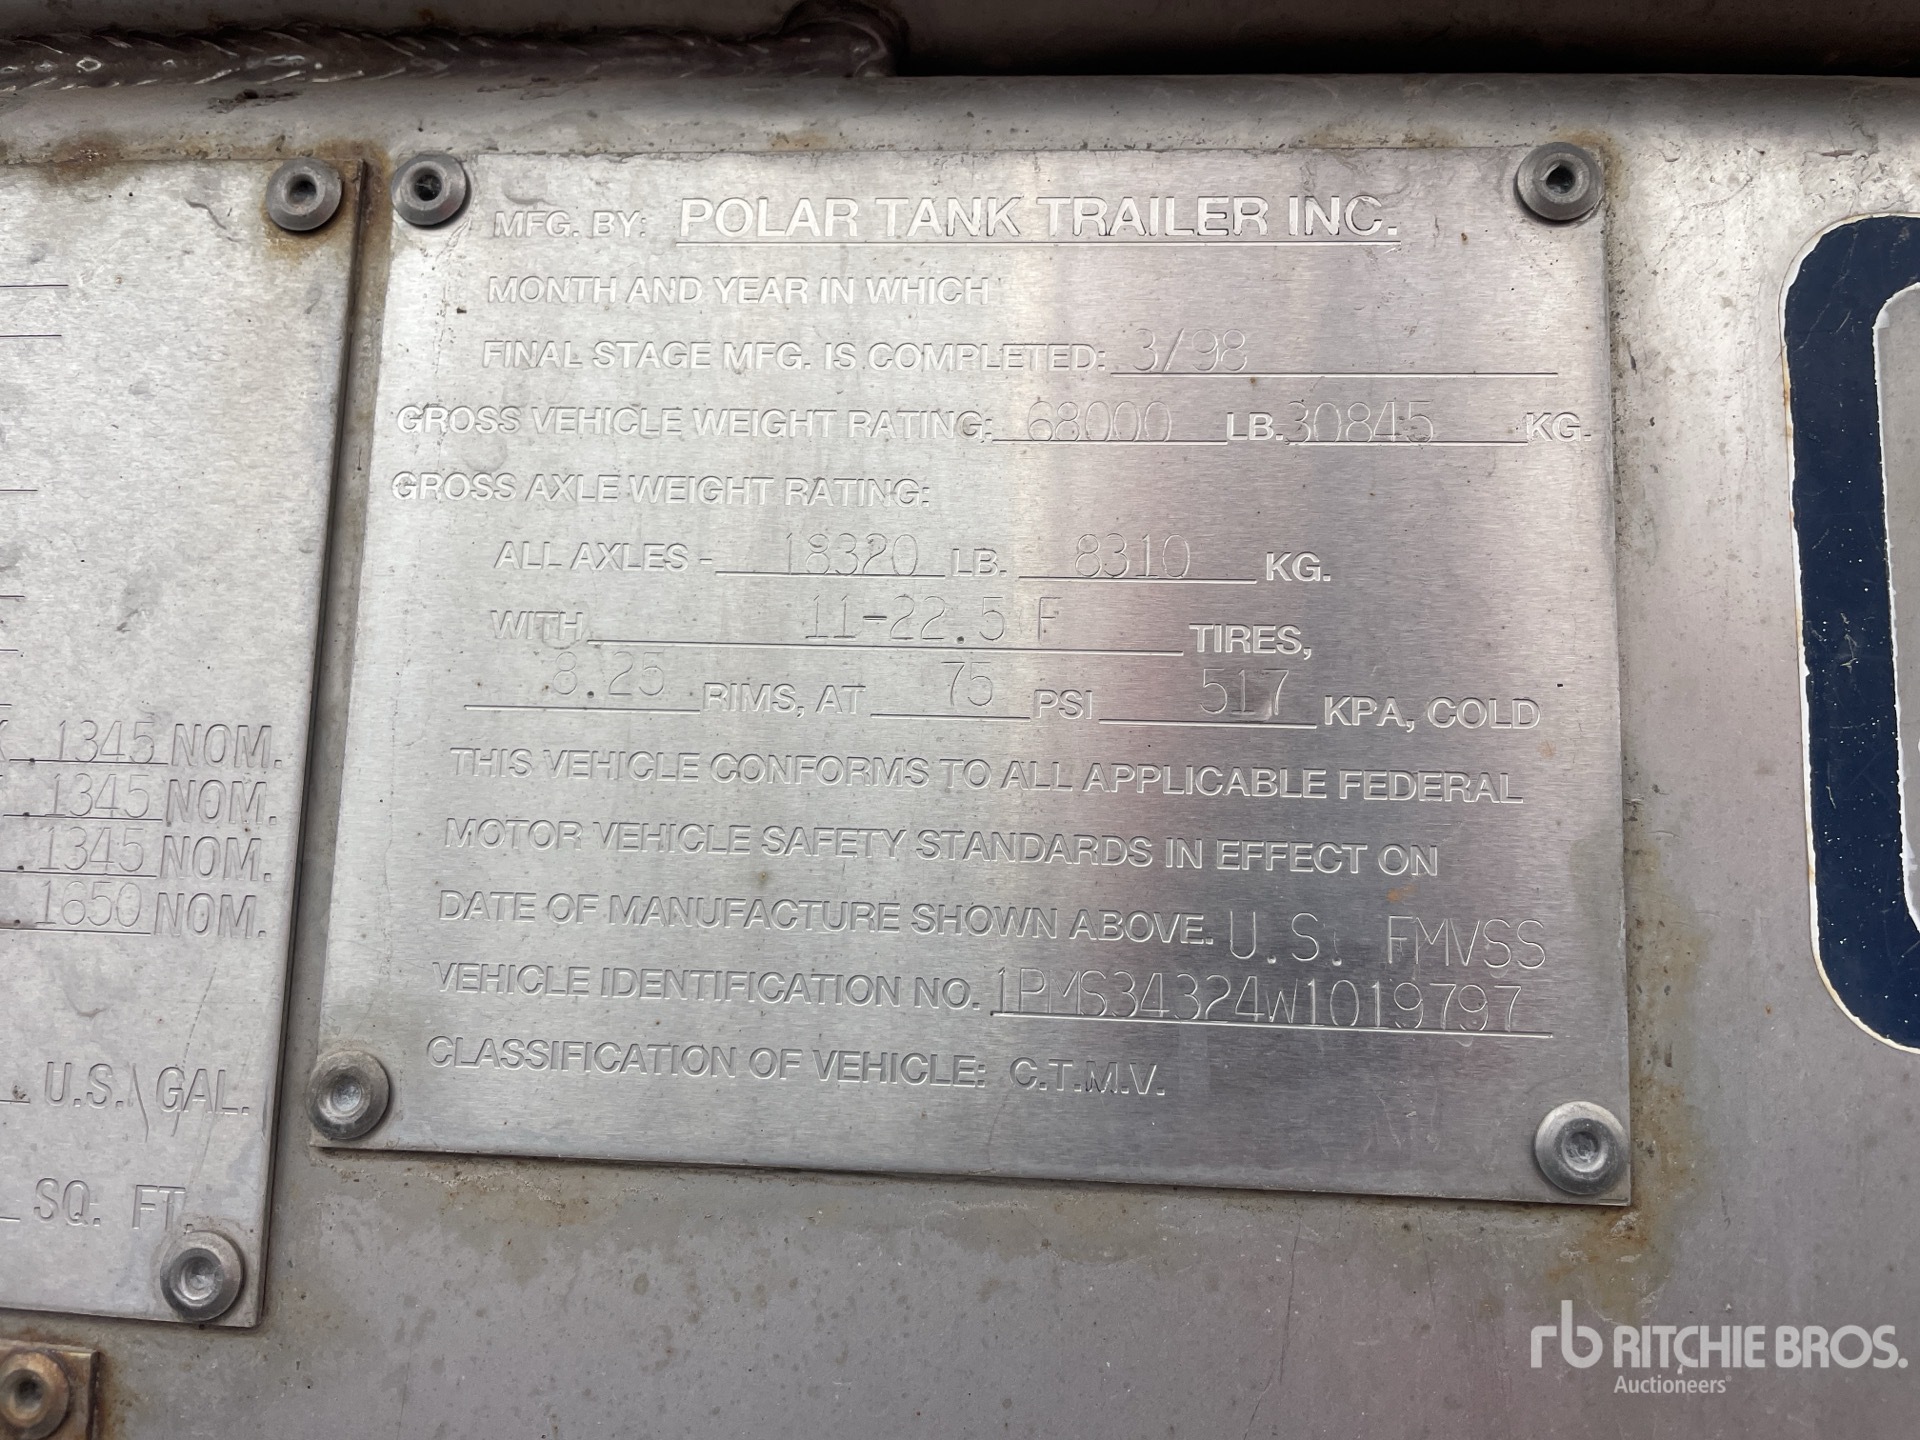 MFG. BY: POLAR TANK TRAILER INC.
MONTH AND YEAR IN WHICH
FINAL STAGE MFG. IS COMPLETED: 3/98
GROSS VEHICLE WEIGHT RATING: 68000 LB. 30845 KG.
GROSS AXLE WEIGHT RATING:
ALL AXLES - 18320 LB. 8310 KG.
WITH 11-22.5 F TIRES,
8.25 RIMS, AT 75 PSI 517 KPA, COLD
THIS VEHICLE CONFORMS TO ALL APPLICABLE FEDERAL
MOTOR VEHICLE SAFETY STANDARDS IN EFFECT ON
DATE OF MANUFACTURE SHOWN ABOVE. U.S. FMVSS
VEHICLE IDENTIFICATION NO. 1PMS34324W1019797
CLASSIFICATION OF VEHICLE: C.T.M.V.
1345 NOM.
1345 NOM.
1345 NOM.
1650 NOM.
U.S. GAL.
SQ. FT.
rb RITCHIE BROS.
Auctioneers